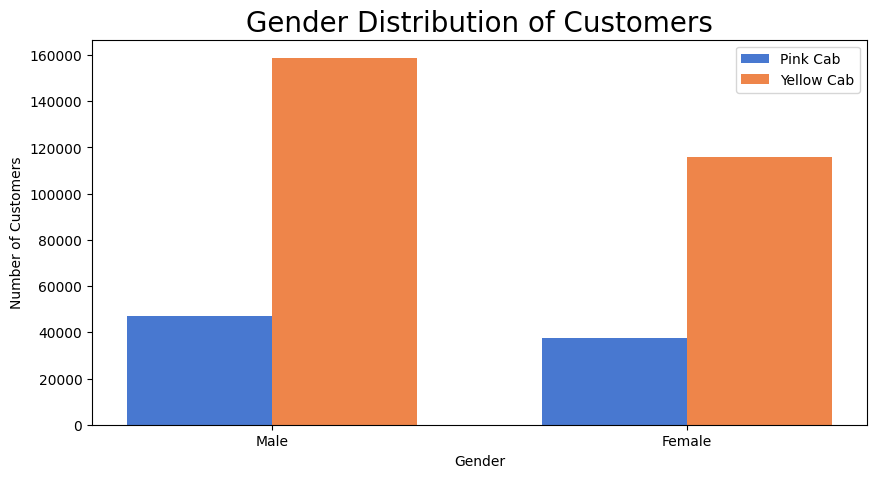 Gender Distribution of Customers
Pink Cab
Yellow Cab
160000
140000
120000
100000
80000
60000
40000
20000
0
Number of Customers
Male
Female
Gender